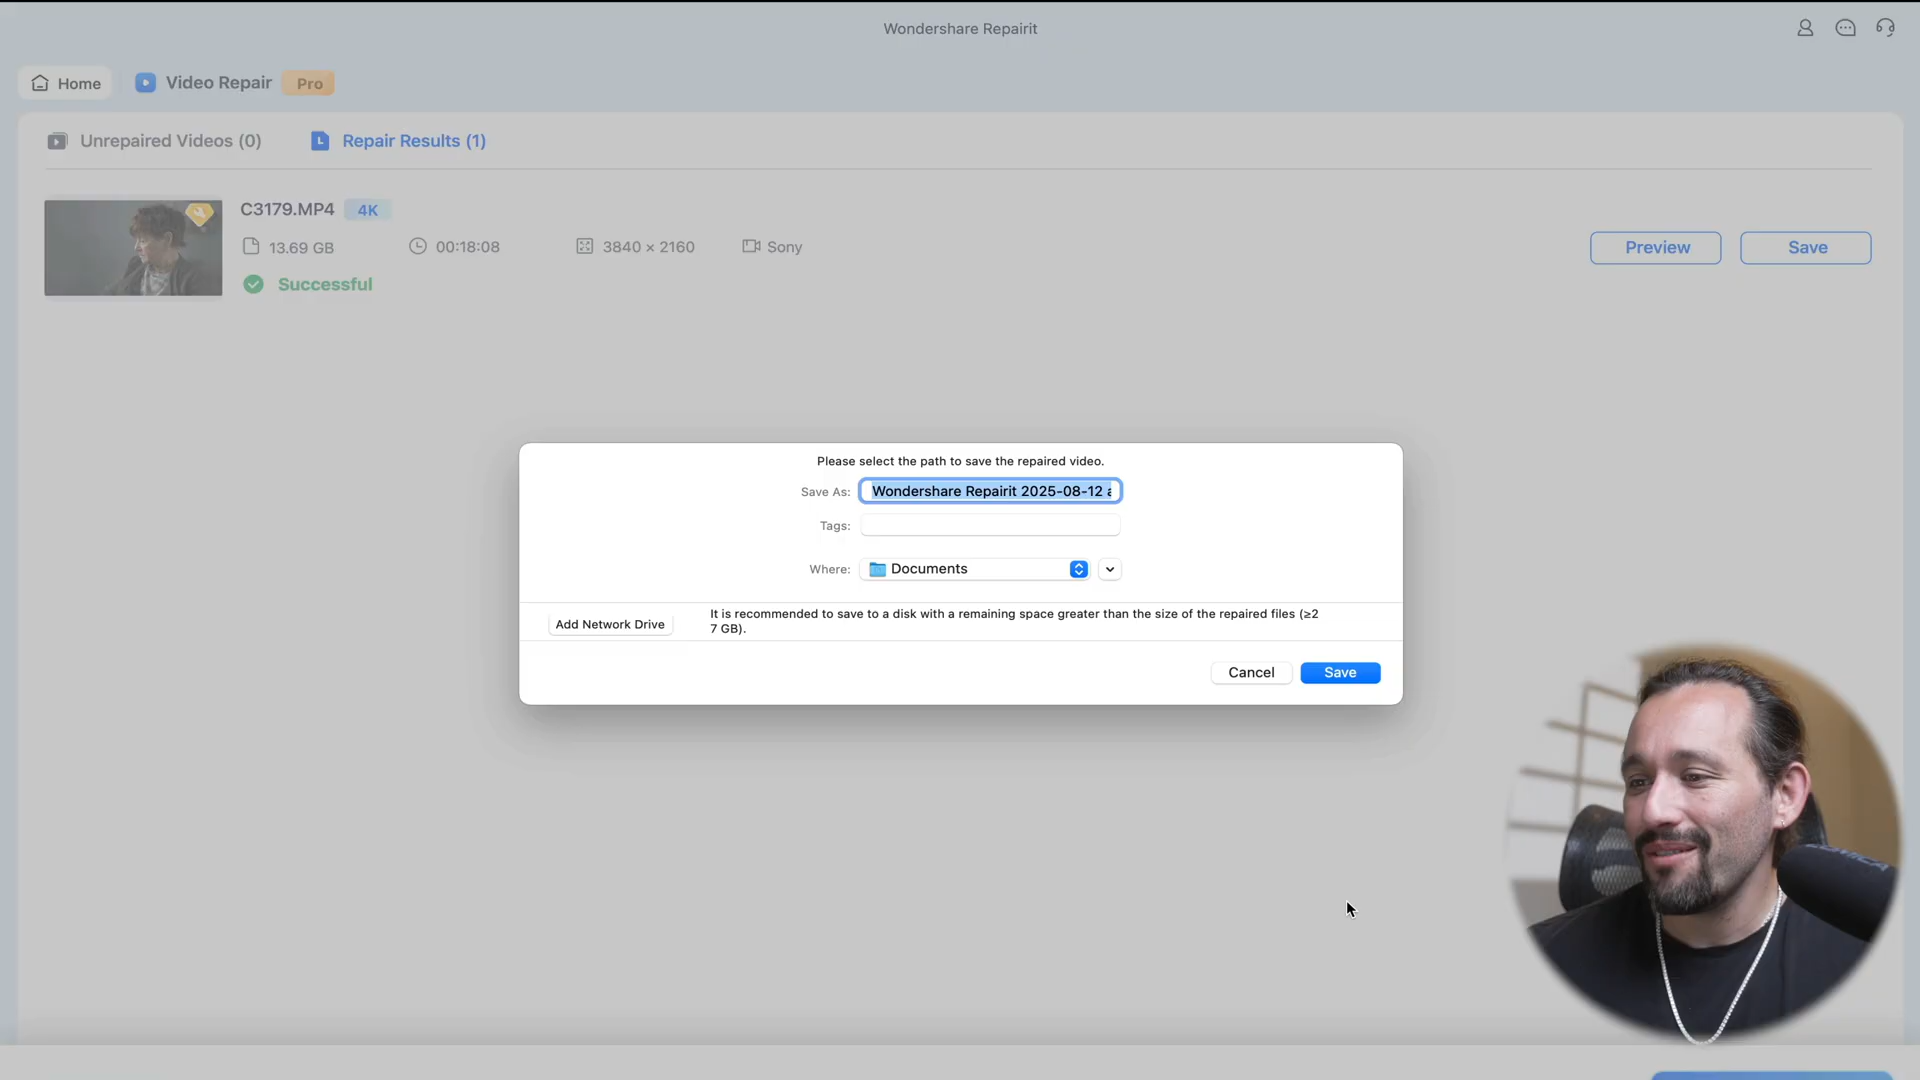 Wondershare Repairit
Home
Video Repair
Pro
Unrepaired Videos (0)
Repair Results (1)
C3179.MP4
4K
13.69 GB
00:18:08
3840 × 2160
Sony
Successful
Preview
Save
Please select the path to save the repaired video.
Save As:
Wondershare Repairit 2025-08-12 a
Tags:
Where:
Documents
Add Network Drive
It is recommended to save to a disk with a remaining space greater than the size of the repaired files (≥2
7 GB).
Cancel
Save